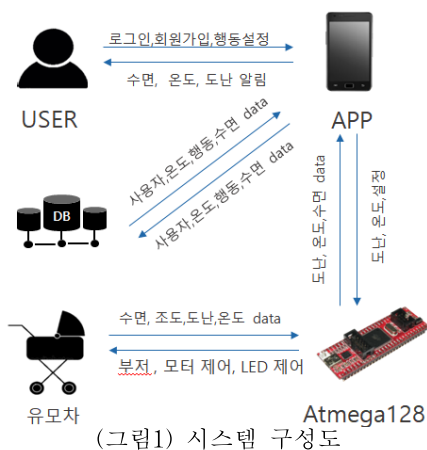 로그인,회원가입,행동설정
수면, 온도, 도난 알림
USER
APP
사용자,온도,행동,수면 data
사용자,온도,행동,수면 data
DB
도난, 온도,수면 data
도난, 온도,설정
수면, 조도,도난,온도 data
부저, 모터 제어, LED 제어
유모차
Atmega128
(그림1) 시스템 구성도